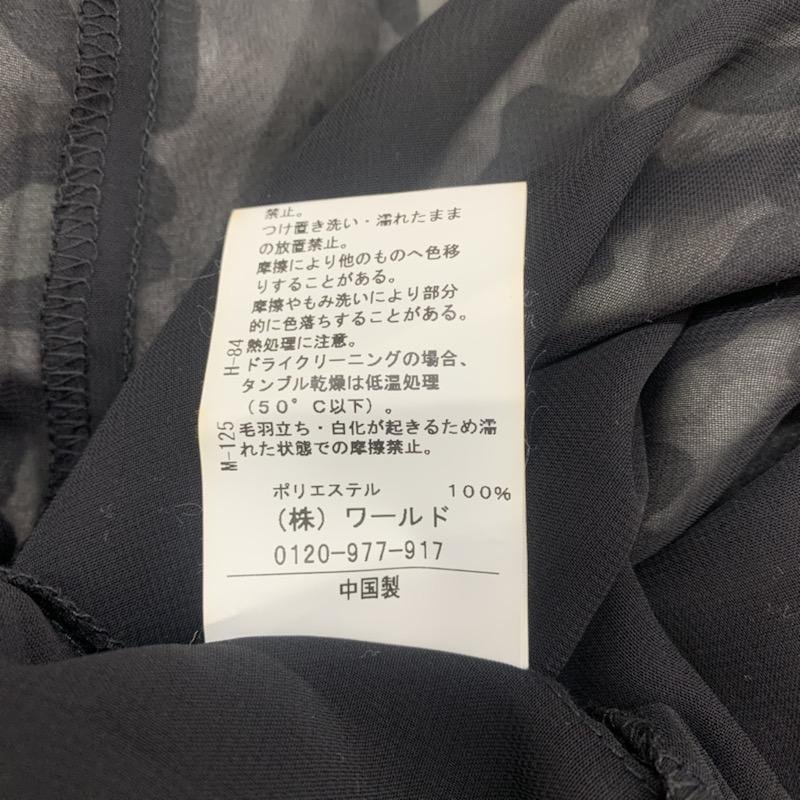 禁止。
つけ置き洗い・濡れたまま
の放置禁止。
摩擦により他のものへ色移
りすることがある。
摩擦やもみ洗いにより部分
的に色落ちすることがある。
H-84
熱処理に注意。
ドライクリーニングの場合、
タンブル乾燥は低温処理
（50°C以下）。
M-125
毛羽立ち・白化が起きるため濡
れた状態での摩擦禁止。
ポリエステル 100%
（株）ワールド
0120-977-917
中国製